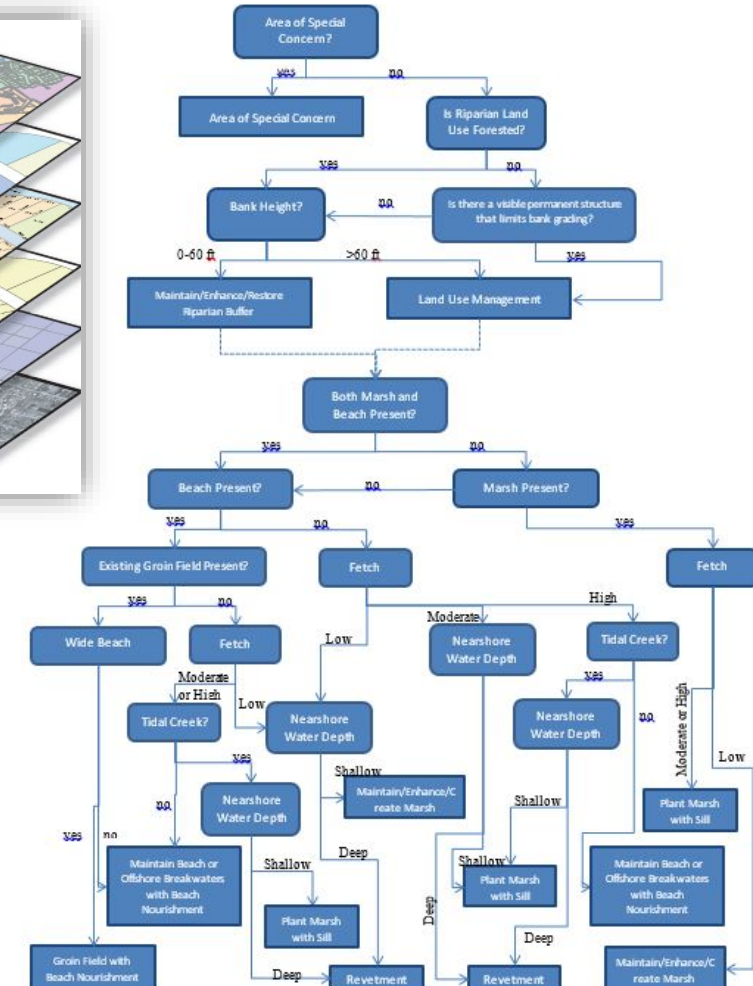 Area of Special
Concern?
yes
no
Area of Special Concern
Is Riparian Land
Use Forested?
yes
no
Bank Height?
no
Is there a visible permanent structure
that limits bank grading?
0-60 ft
>60 ft
yes
Maintain/Enhance/Restore
Riparian Buffer
Land Use Management
Both Marsh and
Beach Present?
yes
no
Beach Present?
no
Marsh Present?
yes
no
yes
Existing Groin Field Present?
Fetch
Fetch
yes
no
Moderate
High
Wide Beach
Fetch
Low
Nearshore
Water Depth
Tidal Creek?
Moderate
or High
Low
yes
Tidal Creek?
Nearshore
Water Depth
Nearshore
Water Depth
no
Moderate or High
Low
yes
Shallow
Nearshore
Water Depth
Maintain/Enhance/C
reate Marsh
Shallow
Plant Marsh
with Sill
no
yes
no
Deep
Maintain Beach or
Offshore Breakwaters
with Beach
Nourishment
Shallow
Shallow
Plant Marsh
with Sill
Maintain Beach or
Offshore Breakwaters
with Beach
Nourishment
Plant Marsh
with Sill
Deep
Deep
Groin Field with
Beach Nourishment
Deep
Revetment
Revetment
Maintain/Enhance/C
reate Marsh